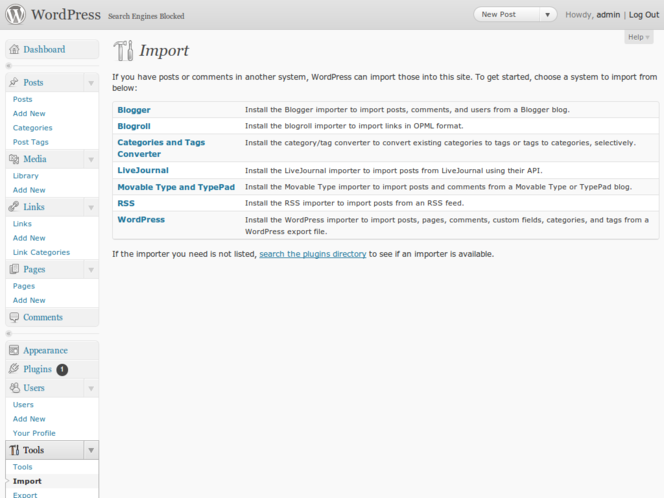 WordPress Search Engines Blocked
New Post
Howdy, admin | Log Out
Help
Dashboard
Posts
Posts
Add New
Categories
Post Tags
Media
Library
Add New
Links
Links
Add New
Link Categories
Pages
Pages
Add New
Comments
Appearance
Plugins 1
Users
Users
Add New
Your Profile
Tools
Tools
Import
Export
Import
If you have posts or comments in another system, WordPress can import those into this site. To get started, choose a system to import from
below:
Blogger Install the Blogger importer to import posts, comments, and users from a Blogger blog.
Blogroll Install the blogroll importer to import links in OPML format.
Categories and Tags Install the category/tag converter to convert existing categories to tags or tags to categories, selectively.
Converter
LiveJournal Install the LiveJournal importer to import posts from LiveJournal using their API.
Movable Type and TypePad Install the Movable Type importer to import posts and comments from a Movable Type or TypePad blog.
RSS Install the RSS importer to import posts from an RSS feed.
WordPress Install the WordPress importer to import posts, pages, comments, custom fields, categories, and tags from a
WordPress export file.
If the importer you need is not listed, search the plugins directory to see if an importer is available.